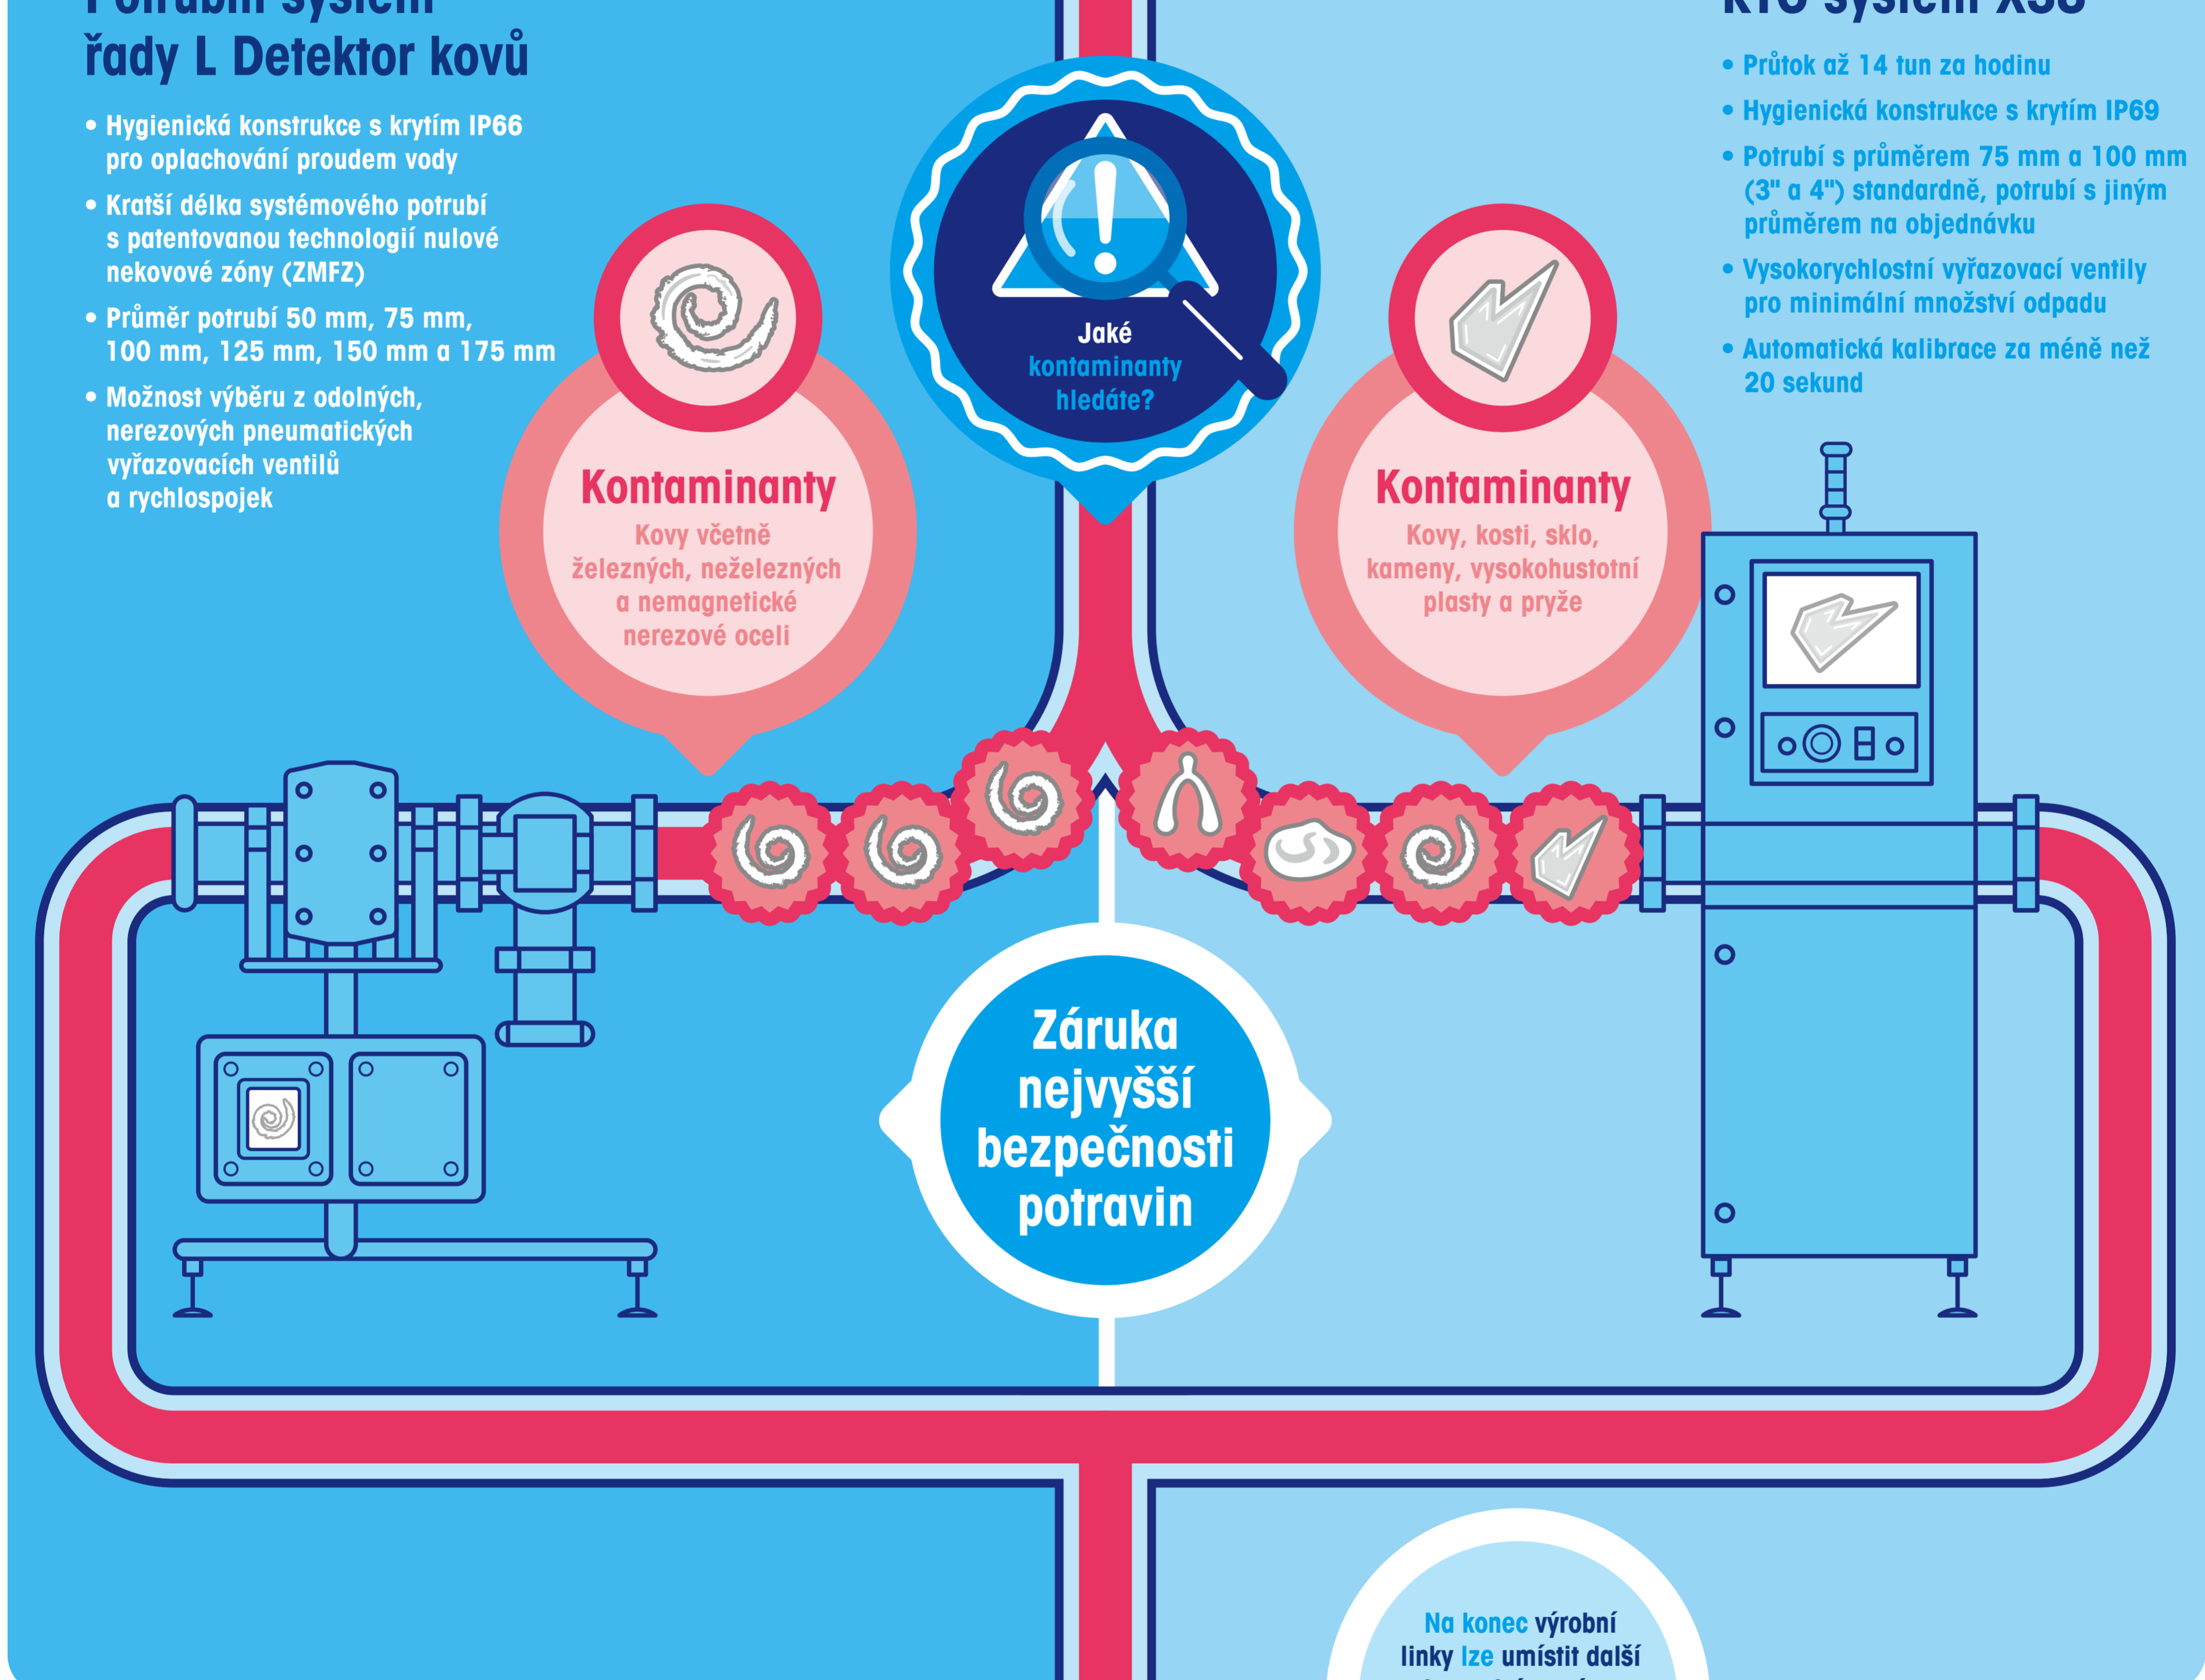 Potrubní systém
řady L Detektor kovů
• Hygienická konstrukce s krytím IP66
pro oplachování proudem vody
• Kratší délka systémového potrubí
s patentovanou technologií nulové
nekovové zóny (ZMFZ)
• Průměr potrubí 50 mm, 75 mm,
100 mm, 125 mm, 150 mm a 175 mm
• Možnost výběru z odolných,
nerezových pneumatických
vyřazovacích ventilů
a rychlospojek
Jaké
kontaminanty
hledáte?
Kontaminanty
Kovy včetně
železných, neželezných
a nemagnetické
nerezové oceli
Kontaminanty
Kovy, kosti, sklo,
kameny, vysokohustotní
plasty a pryže
systém
• Průtok až 14 tun za hodinu
• Hygienická konstrukce s krytím IP69
• Potrubí s průměrem 75 mm a 100 mm
(3" a 4") standardně, potrubí s jiným
průměrem na objednávku
• Vysokorychlostní vyřazovací ventily
pro minimální množství odpadu
• Automatická kalibrace za méně než
20 sekund
Záruka
nejvyšší
bezpečnosti
potravin
Na konec výrobní
linky lze umístit další